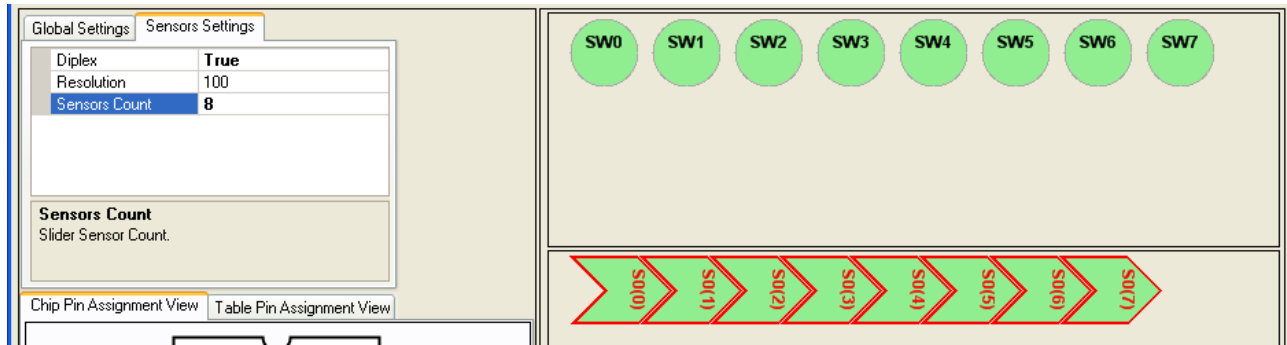 Global Settings Sensors Settings
Diplex True
Resolution 100
Sensors Count 8
Sensors Count
Slider Sensor Count.
Chip Pin Assignment View Table Pin Assignment View
SW0 SW1 SW2 SW3 SW4 SW5 SW6 SW7
S0(0) S0(1) S0(2) S0(3) S0(4) S0(5) S0(6) S0(7)